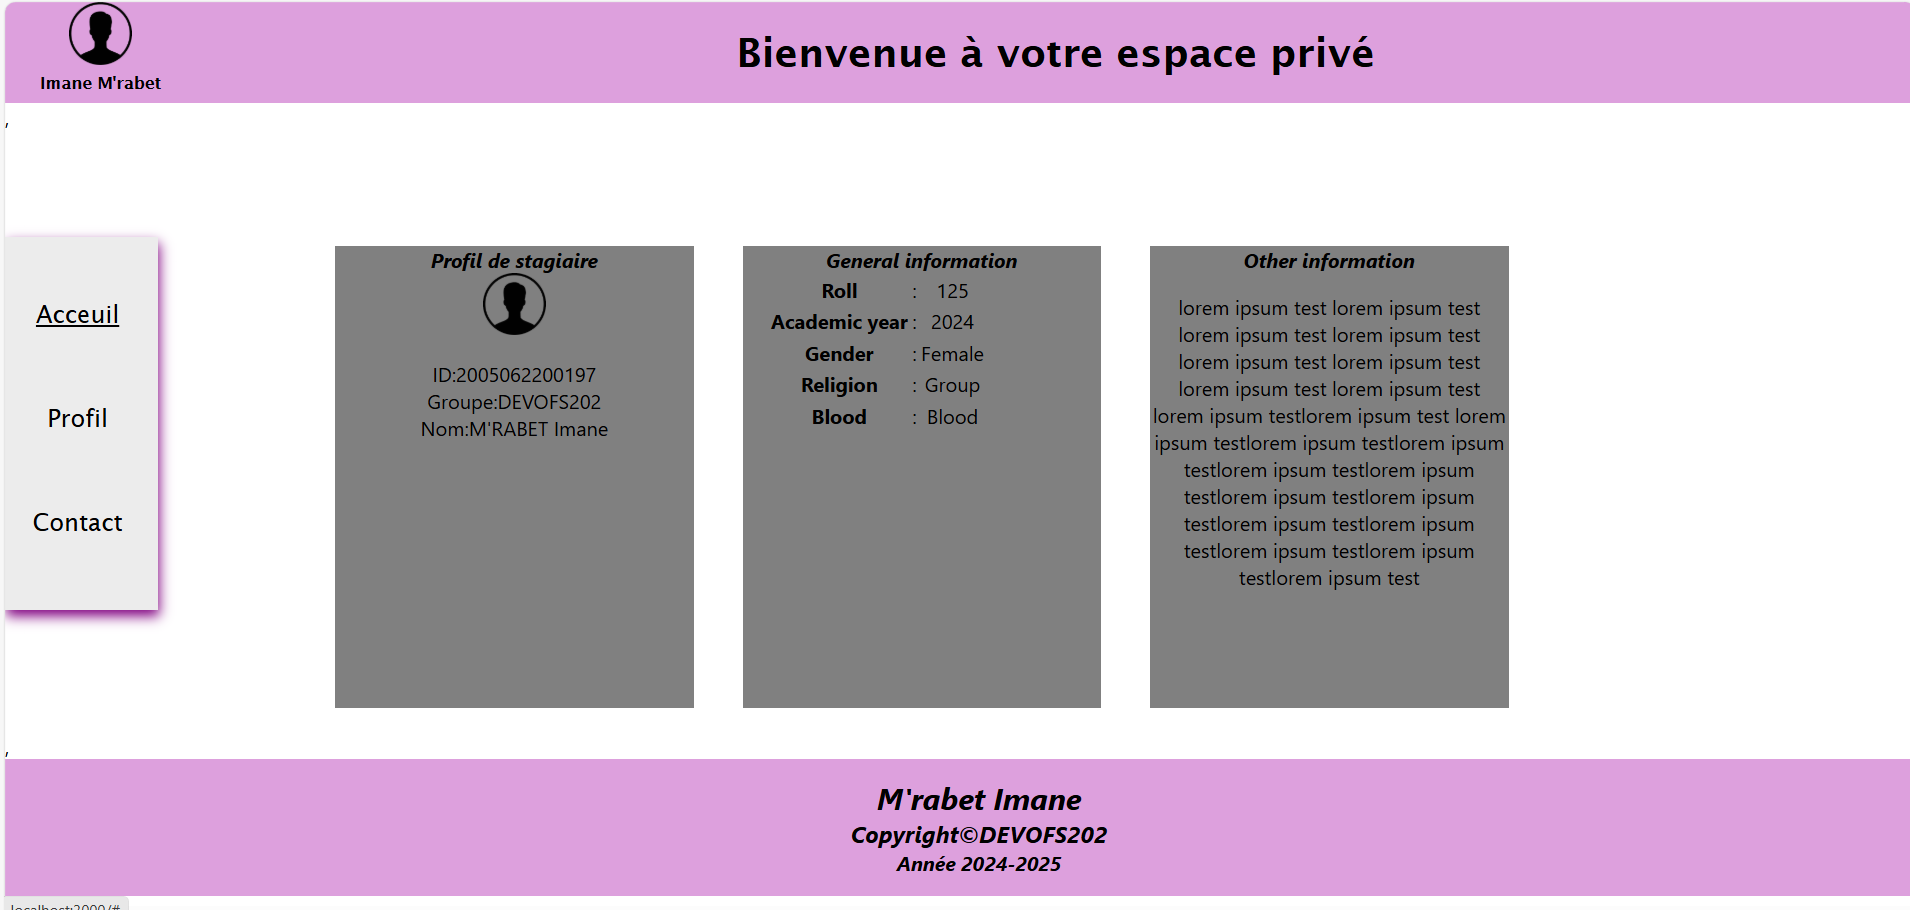 Bienvenue à votre espace privé
Imane M'rabet
,
Acceuil
Profil
Contact
Profil de stagiaire
ID:2005062200197
Groupe:DEVOFS202
Nom:M'RABET Imane
General information
Roll : 125
Academic year : 2024
Gender : Female
Religion : Group
Blood : Blood
Other information
lorem ipsum test lorem ipsum test
lorem ipsum test lorem ipsum test
lorem ipsum test lorem ipsum test
lorem ipsum test lorem ipsum test
lorem ipsum testlorem ipsum test lorem
ipsum testlorem ipsum testlorem ipsum
testlorem ipsum testlorem ipsum
testlorem ipsum testlorem ipsum
testlorem ipsum testlorem ipsum
testlorem ipsum testlorem ipsum
testlorem ipsum test
,
M'rabet Imane
Copyright©DEVOFS202
Année 2024-2025
localhost:3000/#